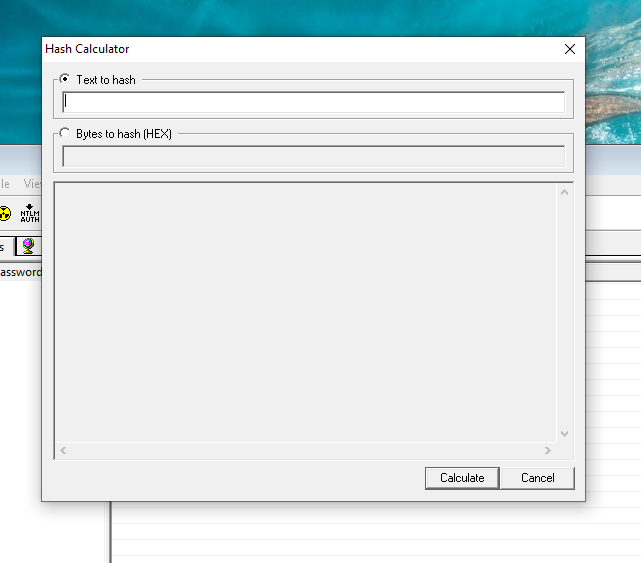 Hash Calculator
Text to hash
Bytes to hash (HEX)
NTLM
AUTH
Calculate
Cancel